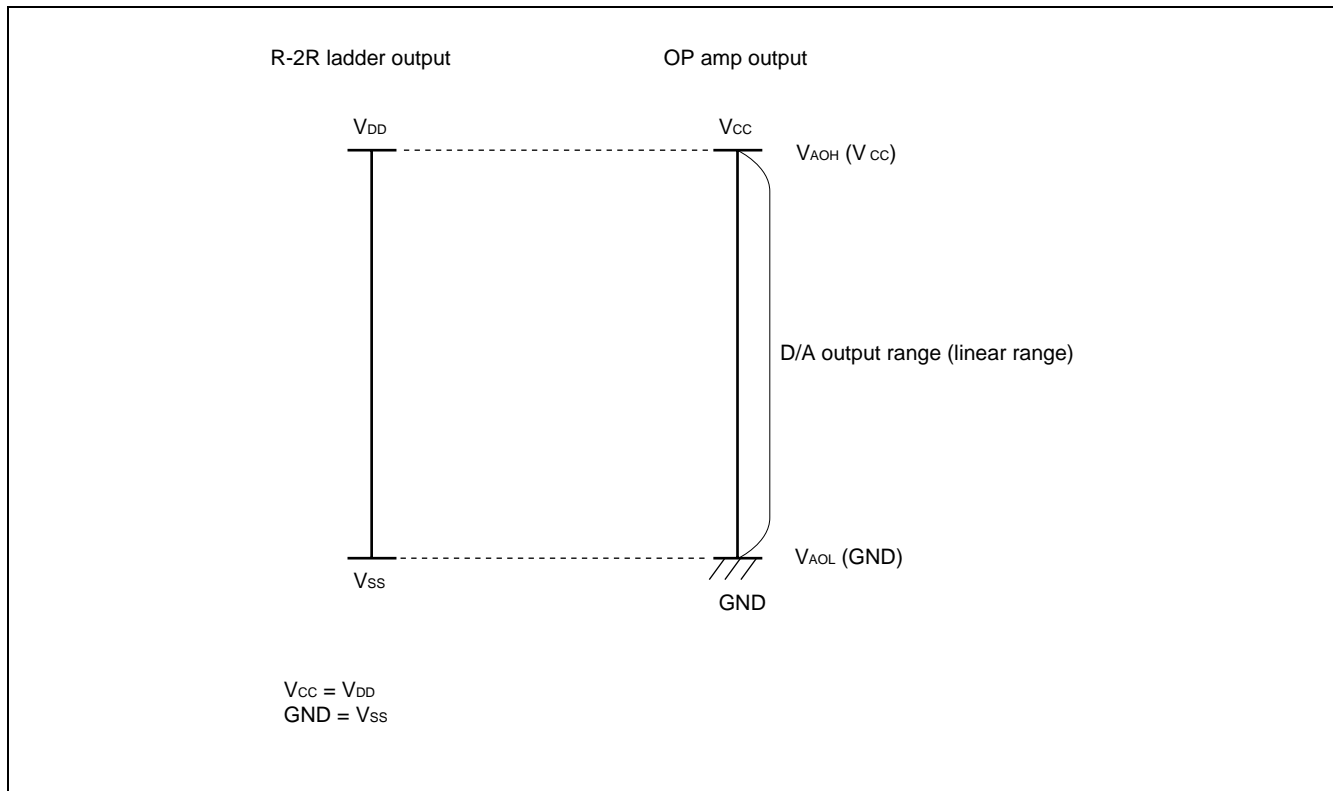 R-2R ladder output
OP amp output
VDD
VCC
VAOH (VCC)
D/A output range (linear range)
VSS
VAOL (GND)
GND
VCC = VDD
GND = VSS